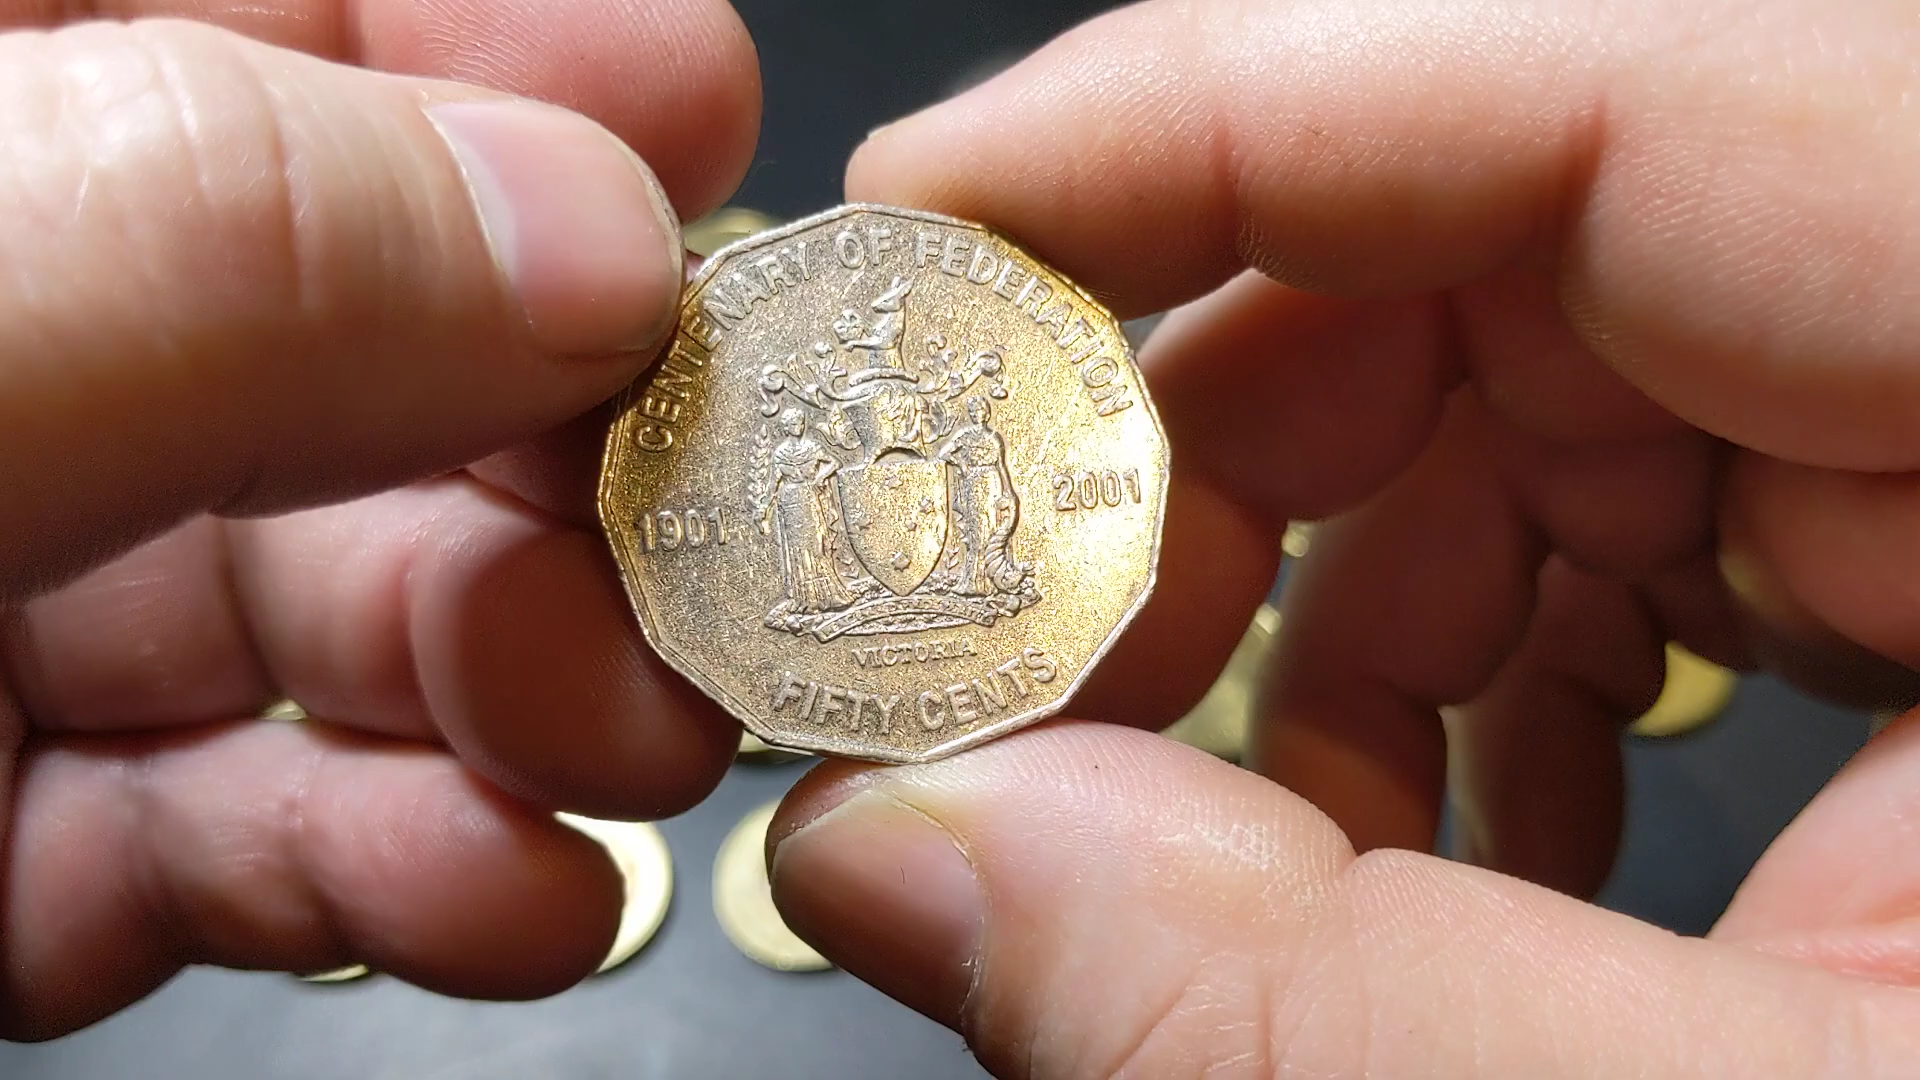 CENTENARY OF FEDERATION
1901
2001
VICTORIA
FIFTY CENTS